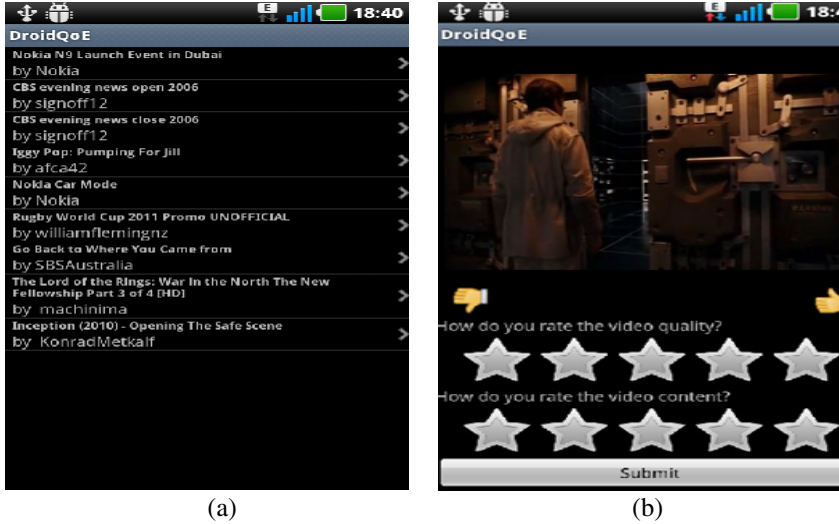 E 18:40
DroidQoE
Nokia N9 Launch Event in Dubai
by Nokia
CBS evening news open 2006
by signoff12
CBS evening news close 2006
by signoff12
Iggy Pop: Pumping For Jill
by afca42
Nokia Car Mode
by Nokia
Rugby World Cup 2011 Promo UNOFFICIAL
by williamflemingnz
Go Back to Where You Came from
by SBSAustralia
The Lord of the Rings: War in the North The New
Fellowship Part 3 of 4 [HD]
by machinima
Inception (2010) - Opening The Safe Scene
by KonradMetkalf
(a)
E 18:4
DroidQoE
How do you rate the video quality?
How do you rate the video content?
Submit
(b)